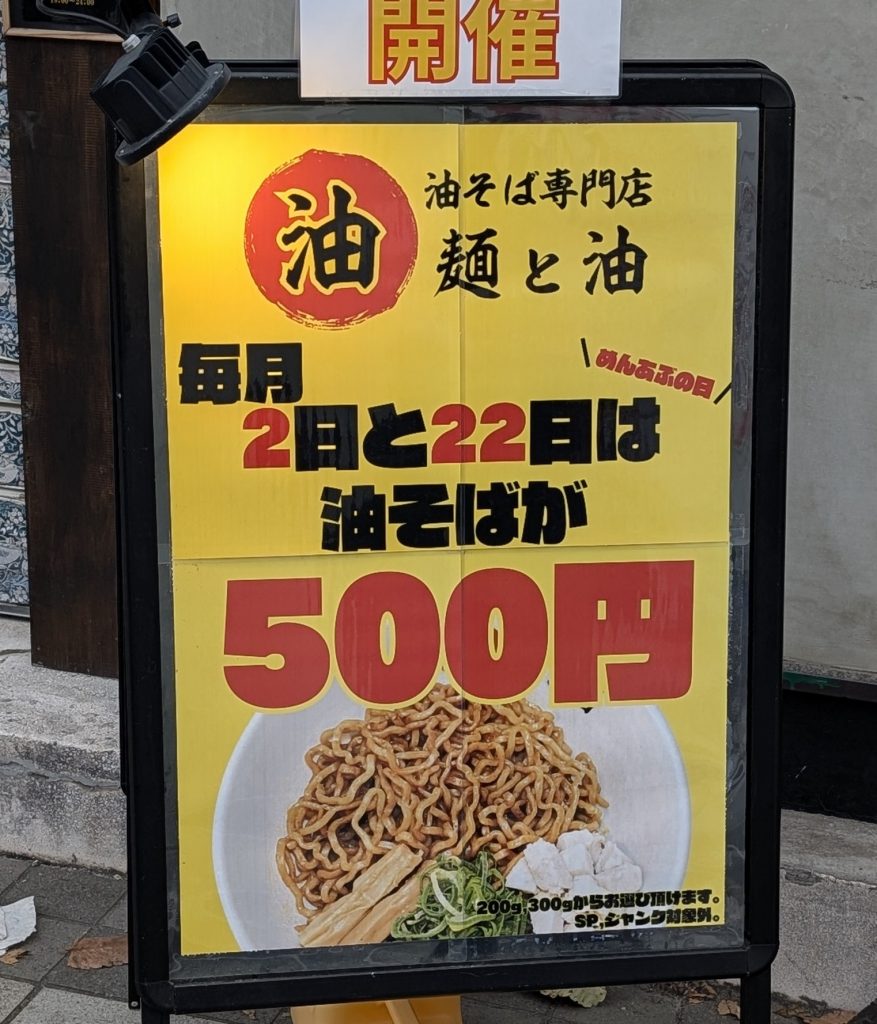 開催
油
油そば専門店
麺と油
めんあぶの日
毎月
2日と22日は
油そばが
500円
200g,300gからお選び頂けます。
SP,ジャンク対象外。